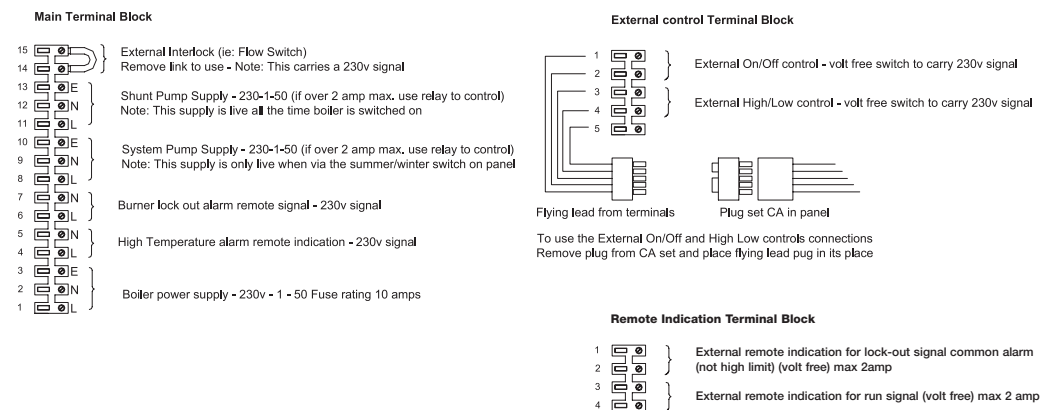 Main Terminal Block
15 External Interlock (ie: Flow Switch)
14 Remove link to use - Note: This carries a 230v signal
13 E
Shunt Pump Supply - 230-1-50 (if over 2 amp max. use relay to control)
12 N
Note: This supply is live all the time boiler is switched on
11 L
10 E
System Pump Supply - 230-1-50 (if over 2 amp max. use relay to control)
9 N
Note: This supply is only live when via the summer/winter switch on panel
8 L
7 N
Burner lock out alarm remote signal - 230v signal
6 L
5 N
High Temperature alarm remote indication - 230v signal
4 L
3 E
2 N
Boiler power supply - 230v - 1 - 50 Fuse rating 10 amps
1 L
External control Terminal Block
1
External On/Off control - volt free switch to carry 230v signal
2
3
External High/Low control - volt free switch to carry 230v signal
4
5
Flying lead from terminals
Plug set CA in panel
To use the External On/Off and High Low controls connections
Remove plug from CA set and place flying lead pug in its place
Remote Indication Terminal Block
1 External remote indication for lock-out signal common alarm
2 (not high limit) (volt free) max 2amp
3
External remote indication for run signal (volt free) max 2 amp
4